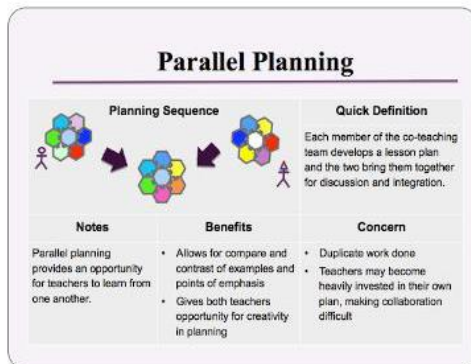 Parallel Planning
Planning Sequence
Quick Definition
Each member of the co-teaching
team develops a lesson plan
and the two bring them together
for discussion and integration.
Notes
Parallel planning
provides an opportunity
for teachers to learn from
one another.
Benefits
• Allows for compare and
contrast of examples and
points of emphasis
• Gives both teachers
opportunity for creativity
in planning
Concern
• Duplicate work done
• Teachers may become
heavily invested in their own
plan, making collaboration
difficult